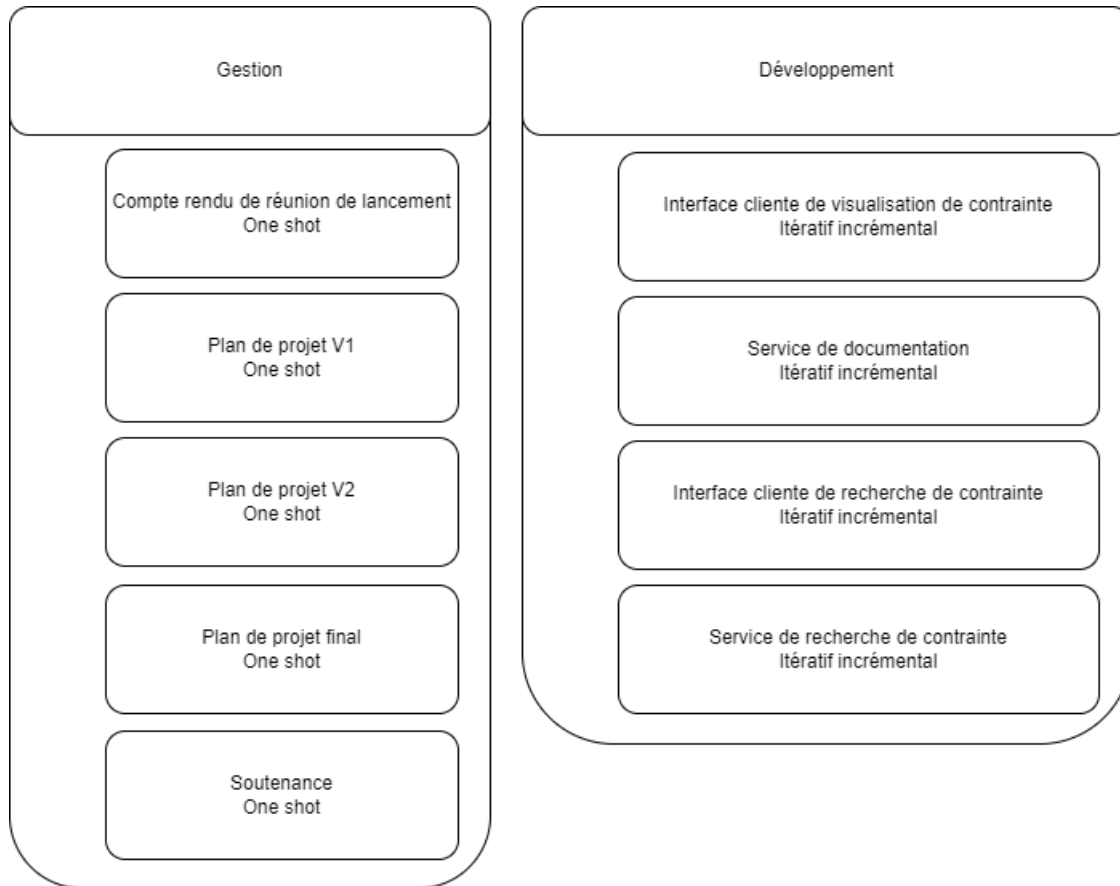 Gestion
Compte rendu de réunion de lancement
One shot
Plan de projet V1
One shot
Plan de projet V2
One shot
Plan de projet final
One shot
Soutenance
One shot
Développement
Interface cliente de visualisation de contrainte
Itératif incrémental
Service de documentation
Itératif incrémental
Interface cliente de recherche de contrainte
Itératif incrémental
Service de recherche de contrainte
Itératif incrémental